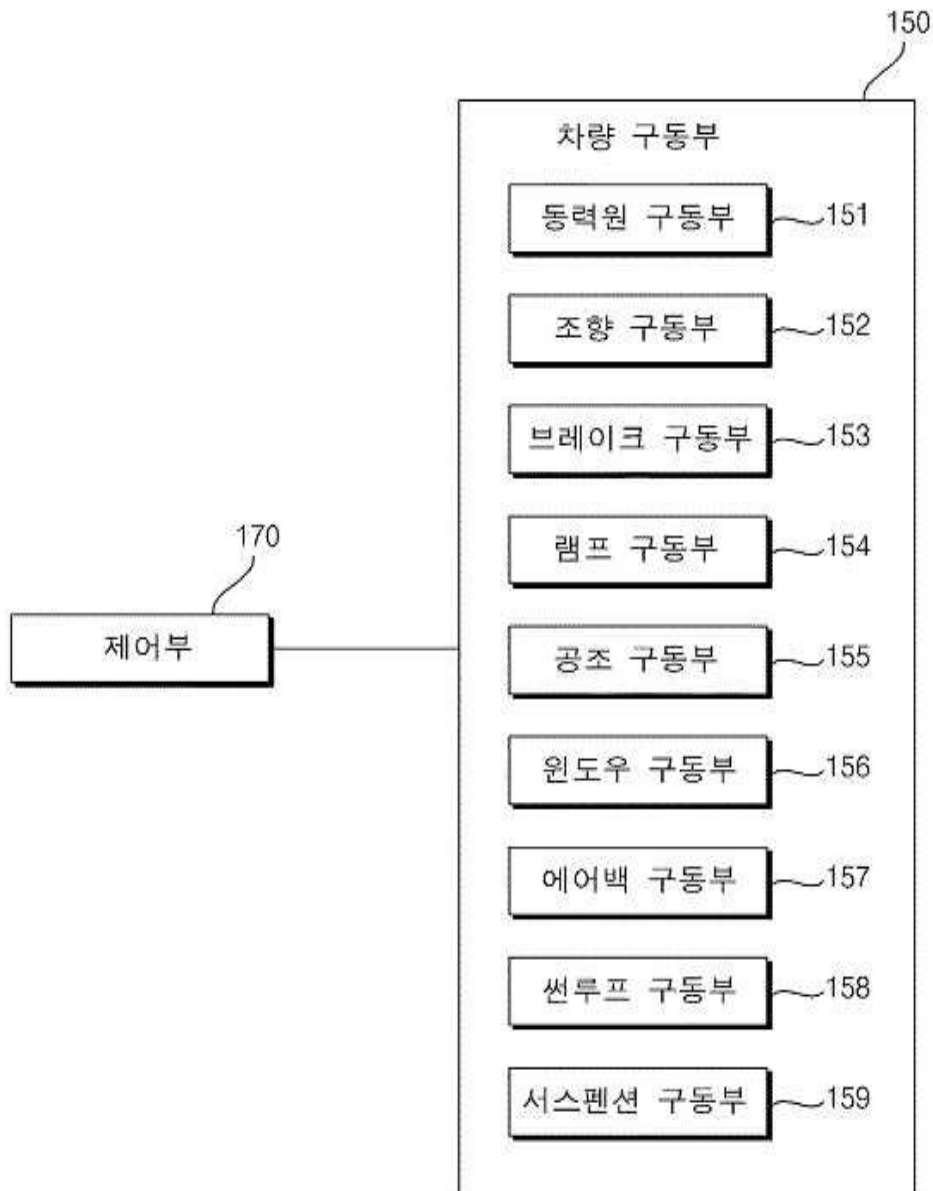 150
차량 구동부
동력원 구동부 151
조향 구동부 152
브레이크 구동부 153
램프 구동부 154
170
제어부
공조 구동부 155
윈도우 구동부 156
에어백 구동부 157
썬루프 구동부 158
서스펜션 구동부 159